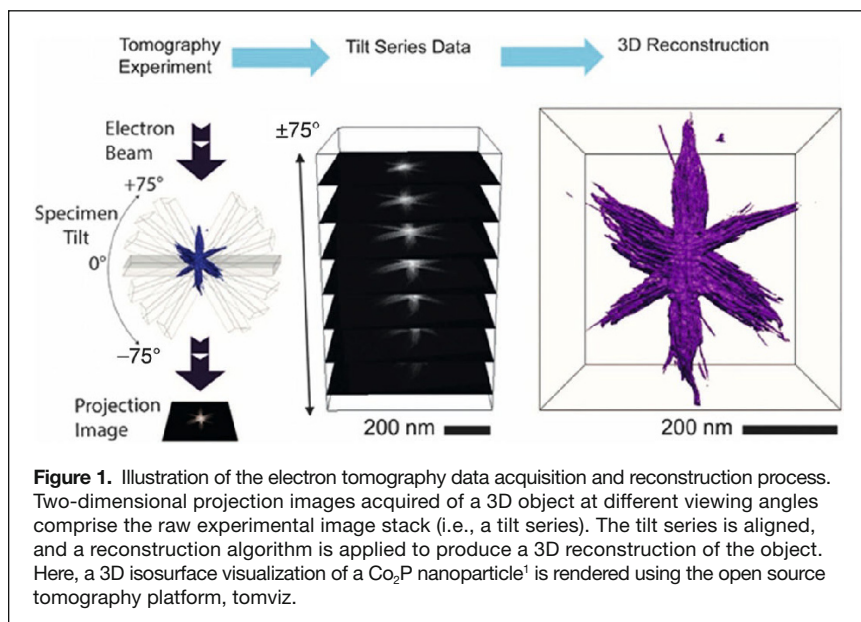 Tomography
Experiment
Tilt Series Data
3D Reconstruction
Electron
Beam
+75°
Specimen
Tilt
0°
−75°
Projection
Image
±75°
200 nm
200 nm
Figure 1. Illustration of the electron tomography data acquisition and reconstruction process.
Two-dimensional projection images acquired of a 3D object at different viewing angles
comprise the raw experimental image stack (i.e., a tilt series). The tilt series is aligned,
and a reconstruction algorithm is applied to produce a 3D reconstruction of the object.
Here, a 3D isosurface visualization of a Co₂P nanoparticle¹ is rendered using the open source
tomography platform, tomviz.